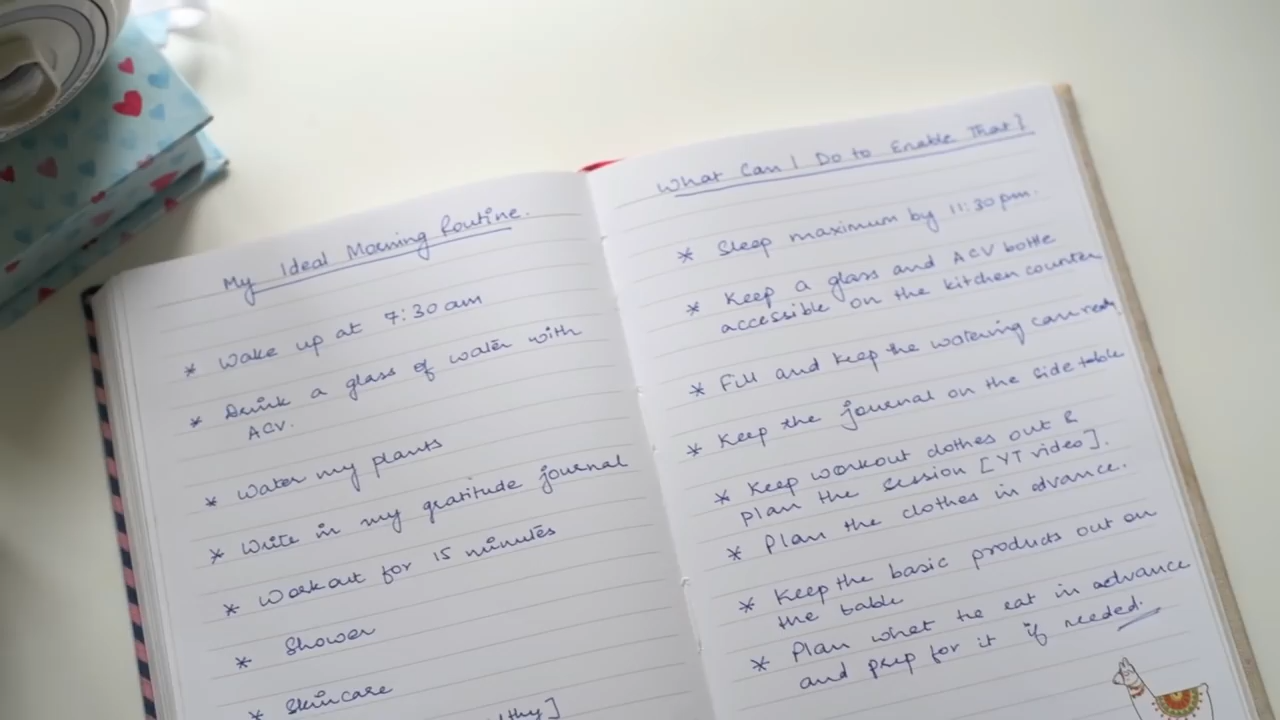 My Ideal Morning Routine.
* Wake up at 7:30 am
* Drink a glass of water with
ACV.
* Water my plants
* Write in my gratitude journal
* Workout for 15 minutes
* Shower
* Skincare
lthy]
What Can I Do to Enable That?
* Sleep maximum by 11:30 pm.
* Keep a glass and ACV bottle
accessible on the kitchen counter
* Fill and keep the watering can ready.
* Keep the journal on the side table
* Keep workout clothes out &
plan the session [YT video].
* Plan the clothes in advance.
* Keep the basic products out on
the table
* Plan what to eat in advance
and prep for it if needed.